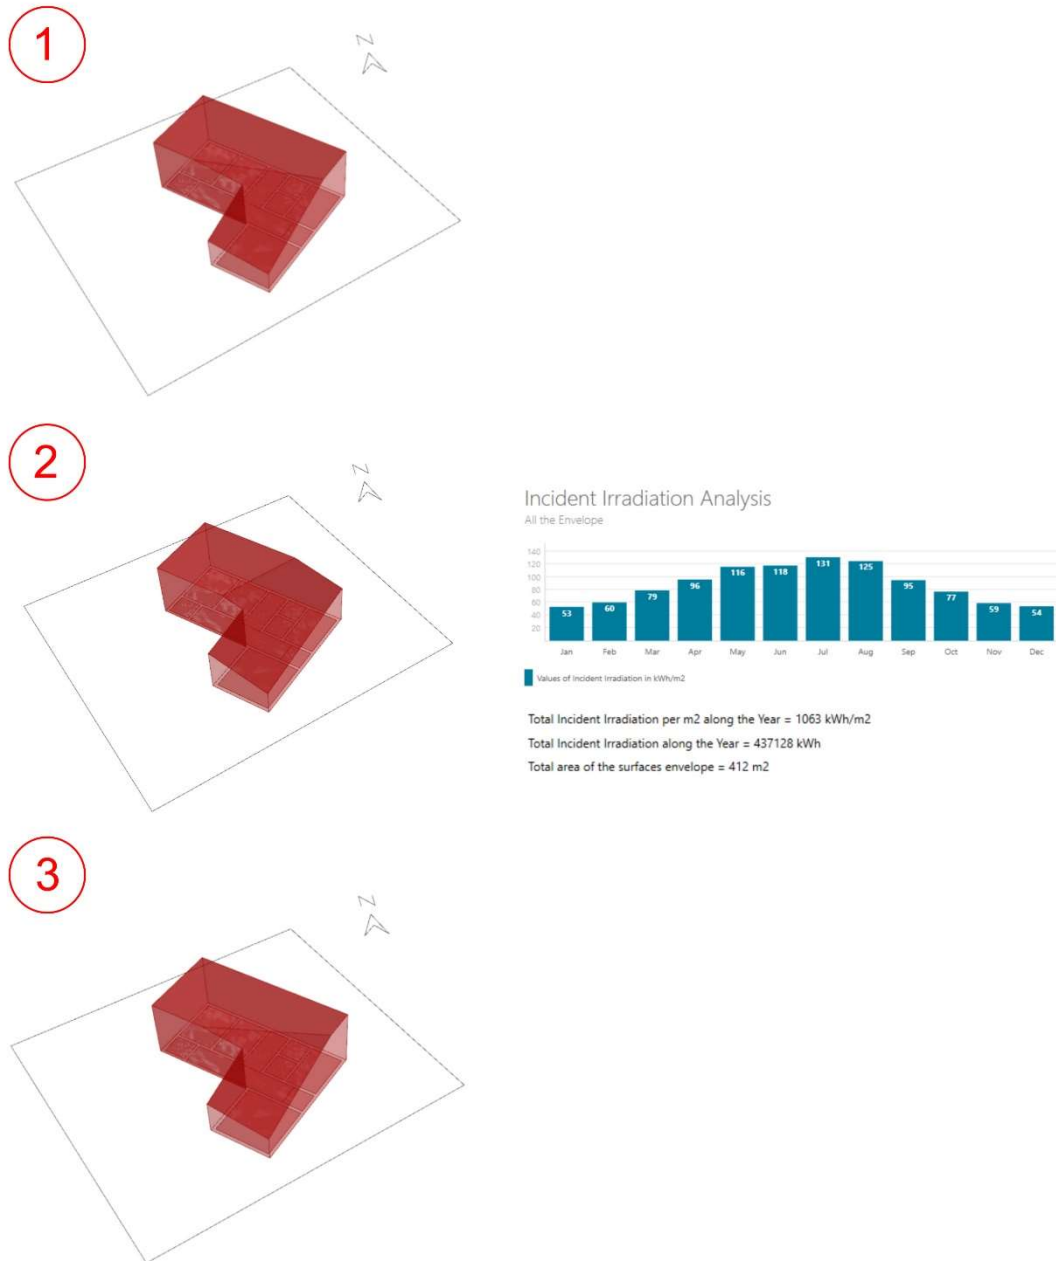 1
N
2
N
Incident Irradiation Analysis
All the Envelope
140
120
100
80
60
40
20
53
60
79
96
116
118
131
125
95
77
59
54
Jan Feb Mar Apr May Jun Jul Aug Sep Oct Nov Dec
Values of Incident Irradiation in kWh/m2
Total Incident Irradiation per m2 along the Year = 1063 kWh/m2
Total Incident Irradiation along the Year = 437128 kWh
Total area of the surfaces envelope = 412 m2
3
N